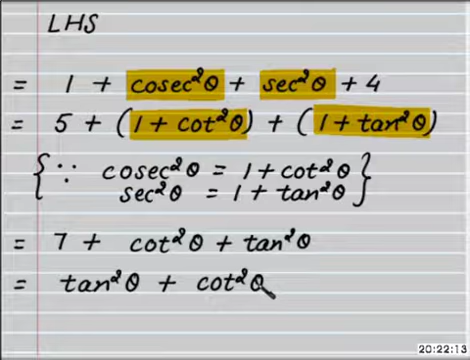 LHS
= 1 + cosec²θ + sec²θ + 4
= 5 + (1 + cot²θ) + (1 + tan²θ)
{∵ cosec²θ = 1 + cot²θ
sec²θ = 1 + tan²θ}
= 7 + cot²θ + tan²θ
= tan²θ + cot²θ
20:22:13